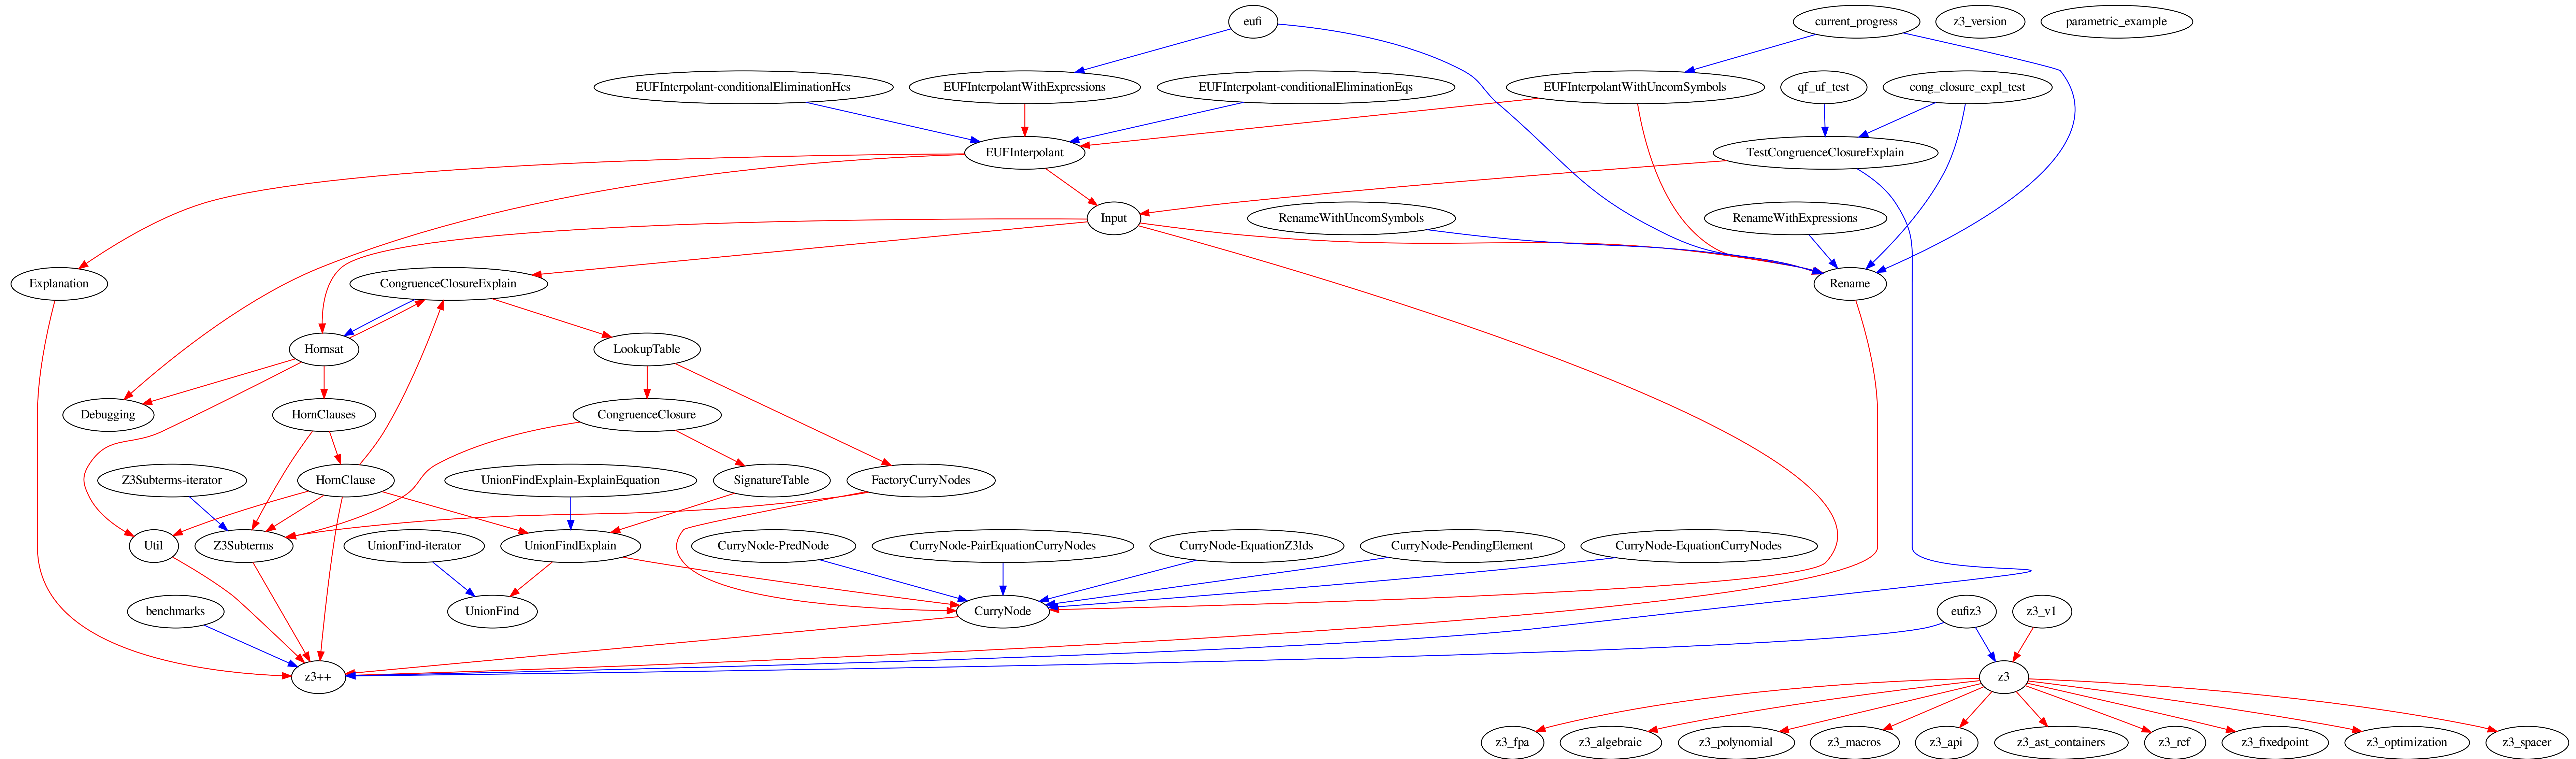 eufi
current_progress
z3_version
parametric_example
EUFInterpolant-conditionalEliminationHcs
EUFInterpolantWithExpressions
EUFInterpolant-conditionalEliminationEqs
EUFInterpolantWithUncomSymbols
qf_uf_test
cong_closure_expl_test
EUFInterpolant
TestCongruenceClosureExplain
Input
RenameWithUncomSymbols
RenameWithExpressions
Explanation
CongruenceClosureExplain
Rename
Hornsat
LookupTable
Debugging
HornClauses
CongruenceClosure
Z3Subterms-iterator
HornClause
UnionFindExplain-ExplainEquation
SignatureTable
FactoryCurryNodes
Util
Z3Subterms
UnionFind-iterator
UnionFindExplain
CurryNode-PredNode
CurryNode-PairEquationCurryNodes
CurryNode-EquationZ3Ids
CurryNode-PendingElement
CurryNode-EquationCurryNodes
benchmarks
UnionFind
CurryNode
eufiz3
z3_v1
z3++
z3
z3_fpa
z3_algebraic
z3_polynomial
z3_macros
z3_api
z3_ast_containers
z3_rcf
z3_fixedpoint
z3_optimization
z3_spacer